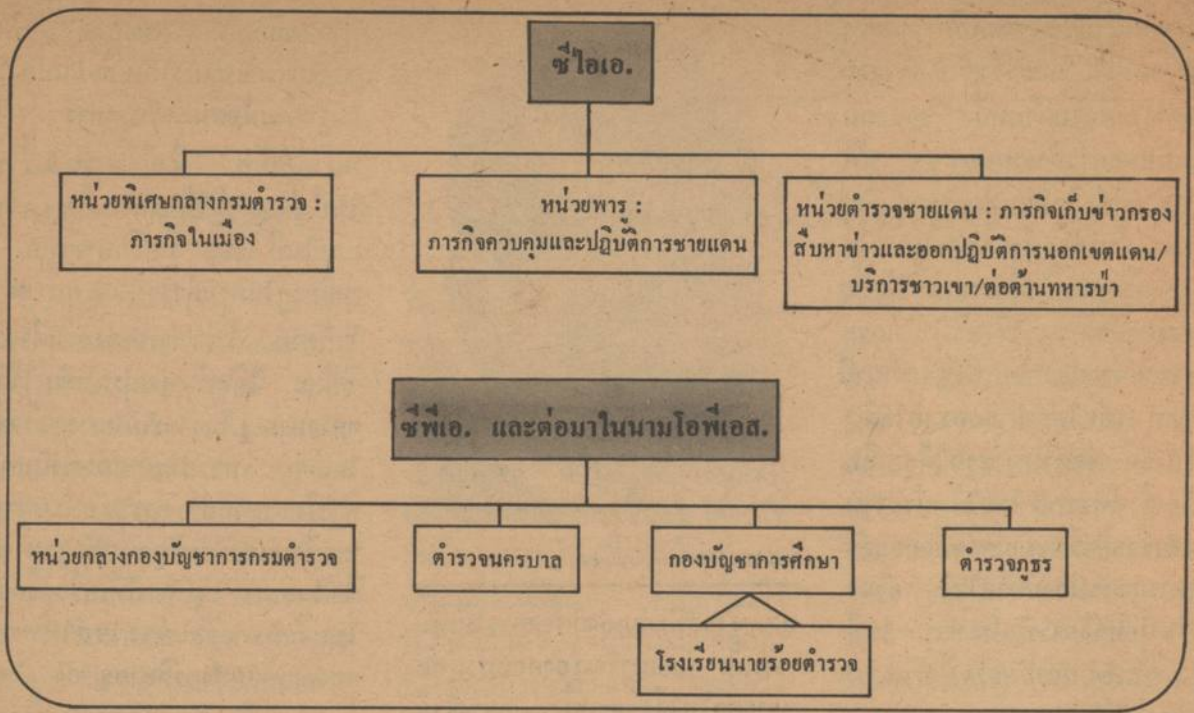 ซีไอเอ.
หน่วยพิเศษกลางกรมตำรวจ :
ภารกิจในเมือง
หน่วยพารู :
ภารกิจควบคุมและปฏิบัติการชายแดน
หน่วยตำรวจชายแดน : ภารกิจเก็บข่าวกรอง
สืบหาข่าวและออกปฏิบัติการนอกเขตแดน/
บริการชาวเขา/ต่อต้านทหารป่า
ซีพีเอ. และต่อมาในนามโอพีเอส.
หน่วยกลางกองบัญชาการกรมตำรวจ
ตำรวจนครบาล
กองบัญชาการศึกษา
ตำรวจภูธร
โรงเรียนนายร้อยตำรวจ